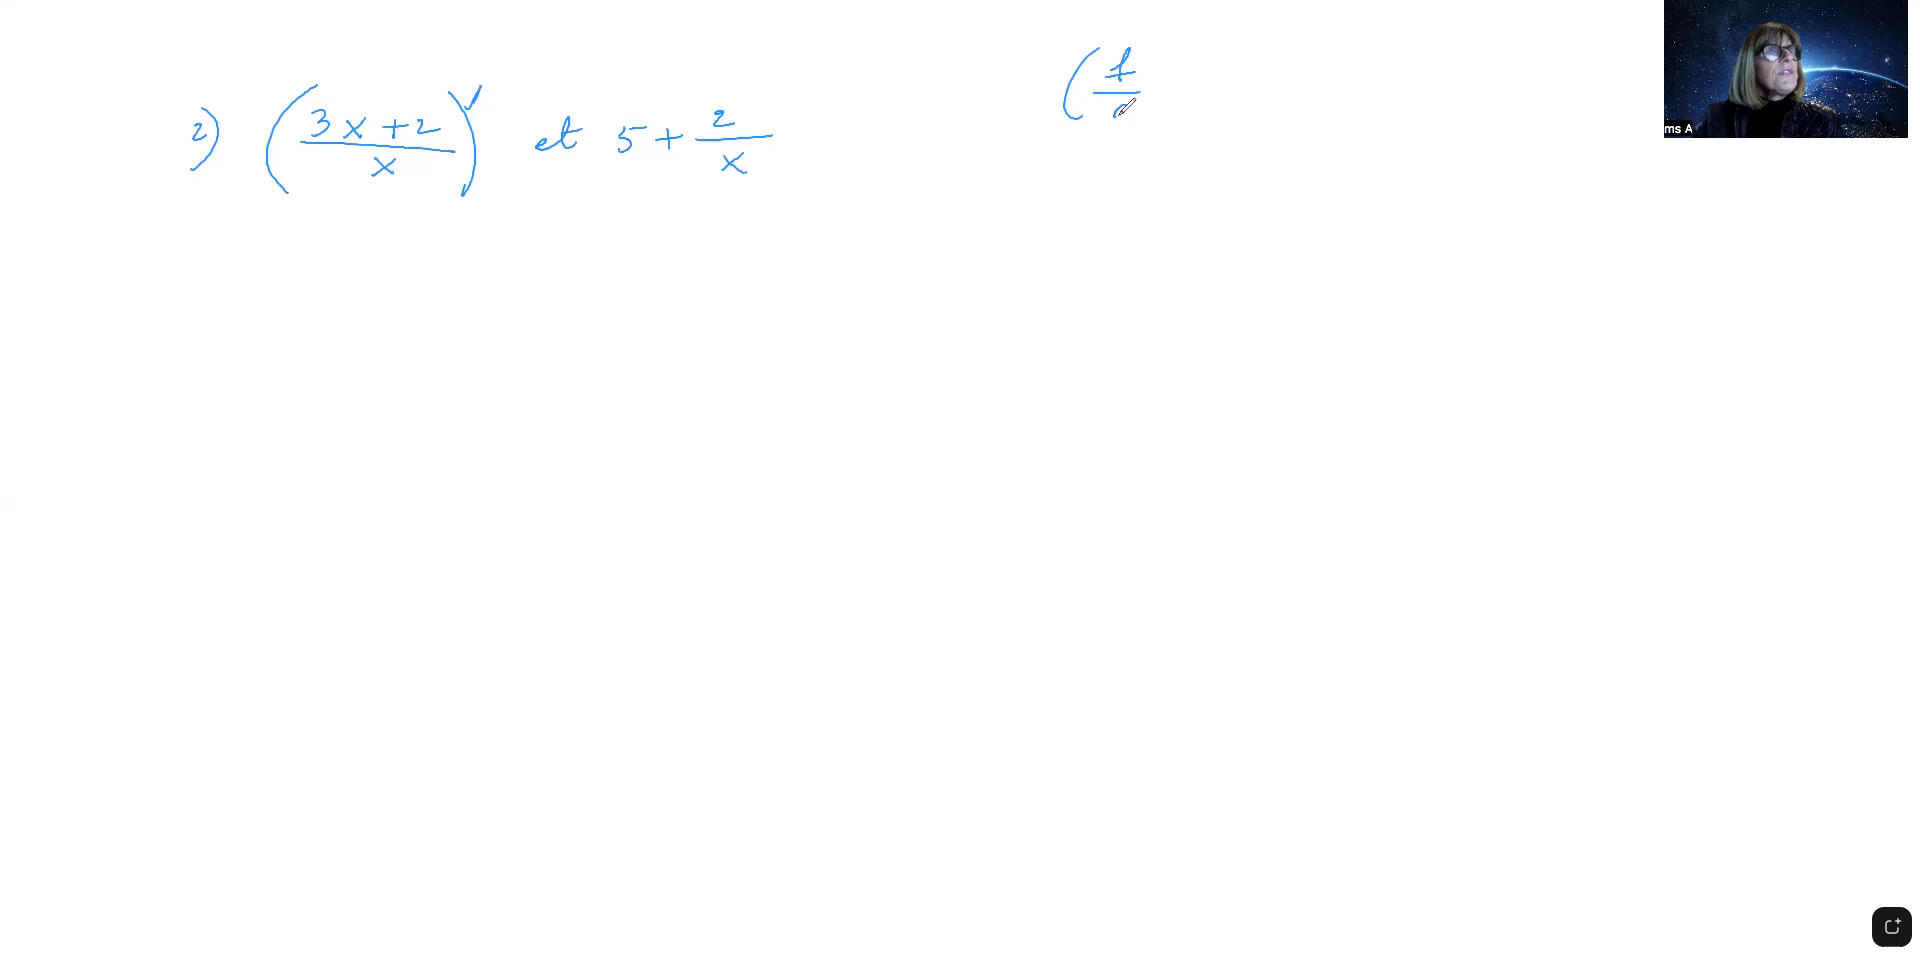 (f/
2) ((3x+2)/x)' et 5 + 2/x
ms A